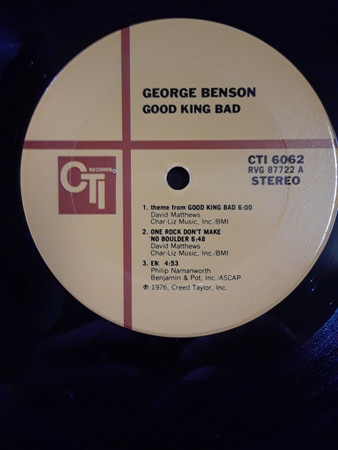 GEORGE BENSON
GOOD KING BAD
CTI
RECORDS
CTI 6062
RVG 87722 A
STEREO
1. theme from GOOD KING BAD 6:00
David Matthews
Char-Liz Music, Inc./BMI
2. ONE ROCK DON'T MAKE
NO BOULDER 6:48
David Matthews
Char-Liz Music, Inc./BMI
3. EM 4:53
Philip Namanworth
Benjamin & Pot, Inc./ASCAP
℗ 1976, Creed Taylor, Inc.